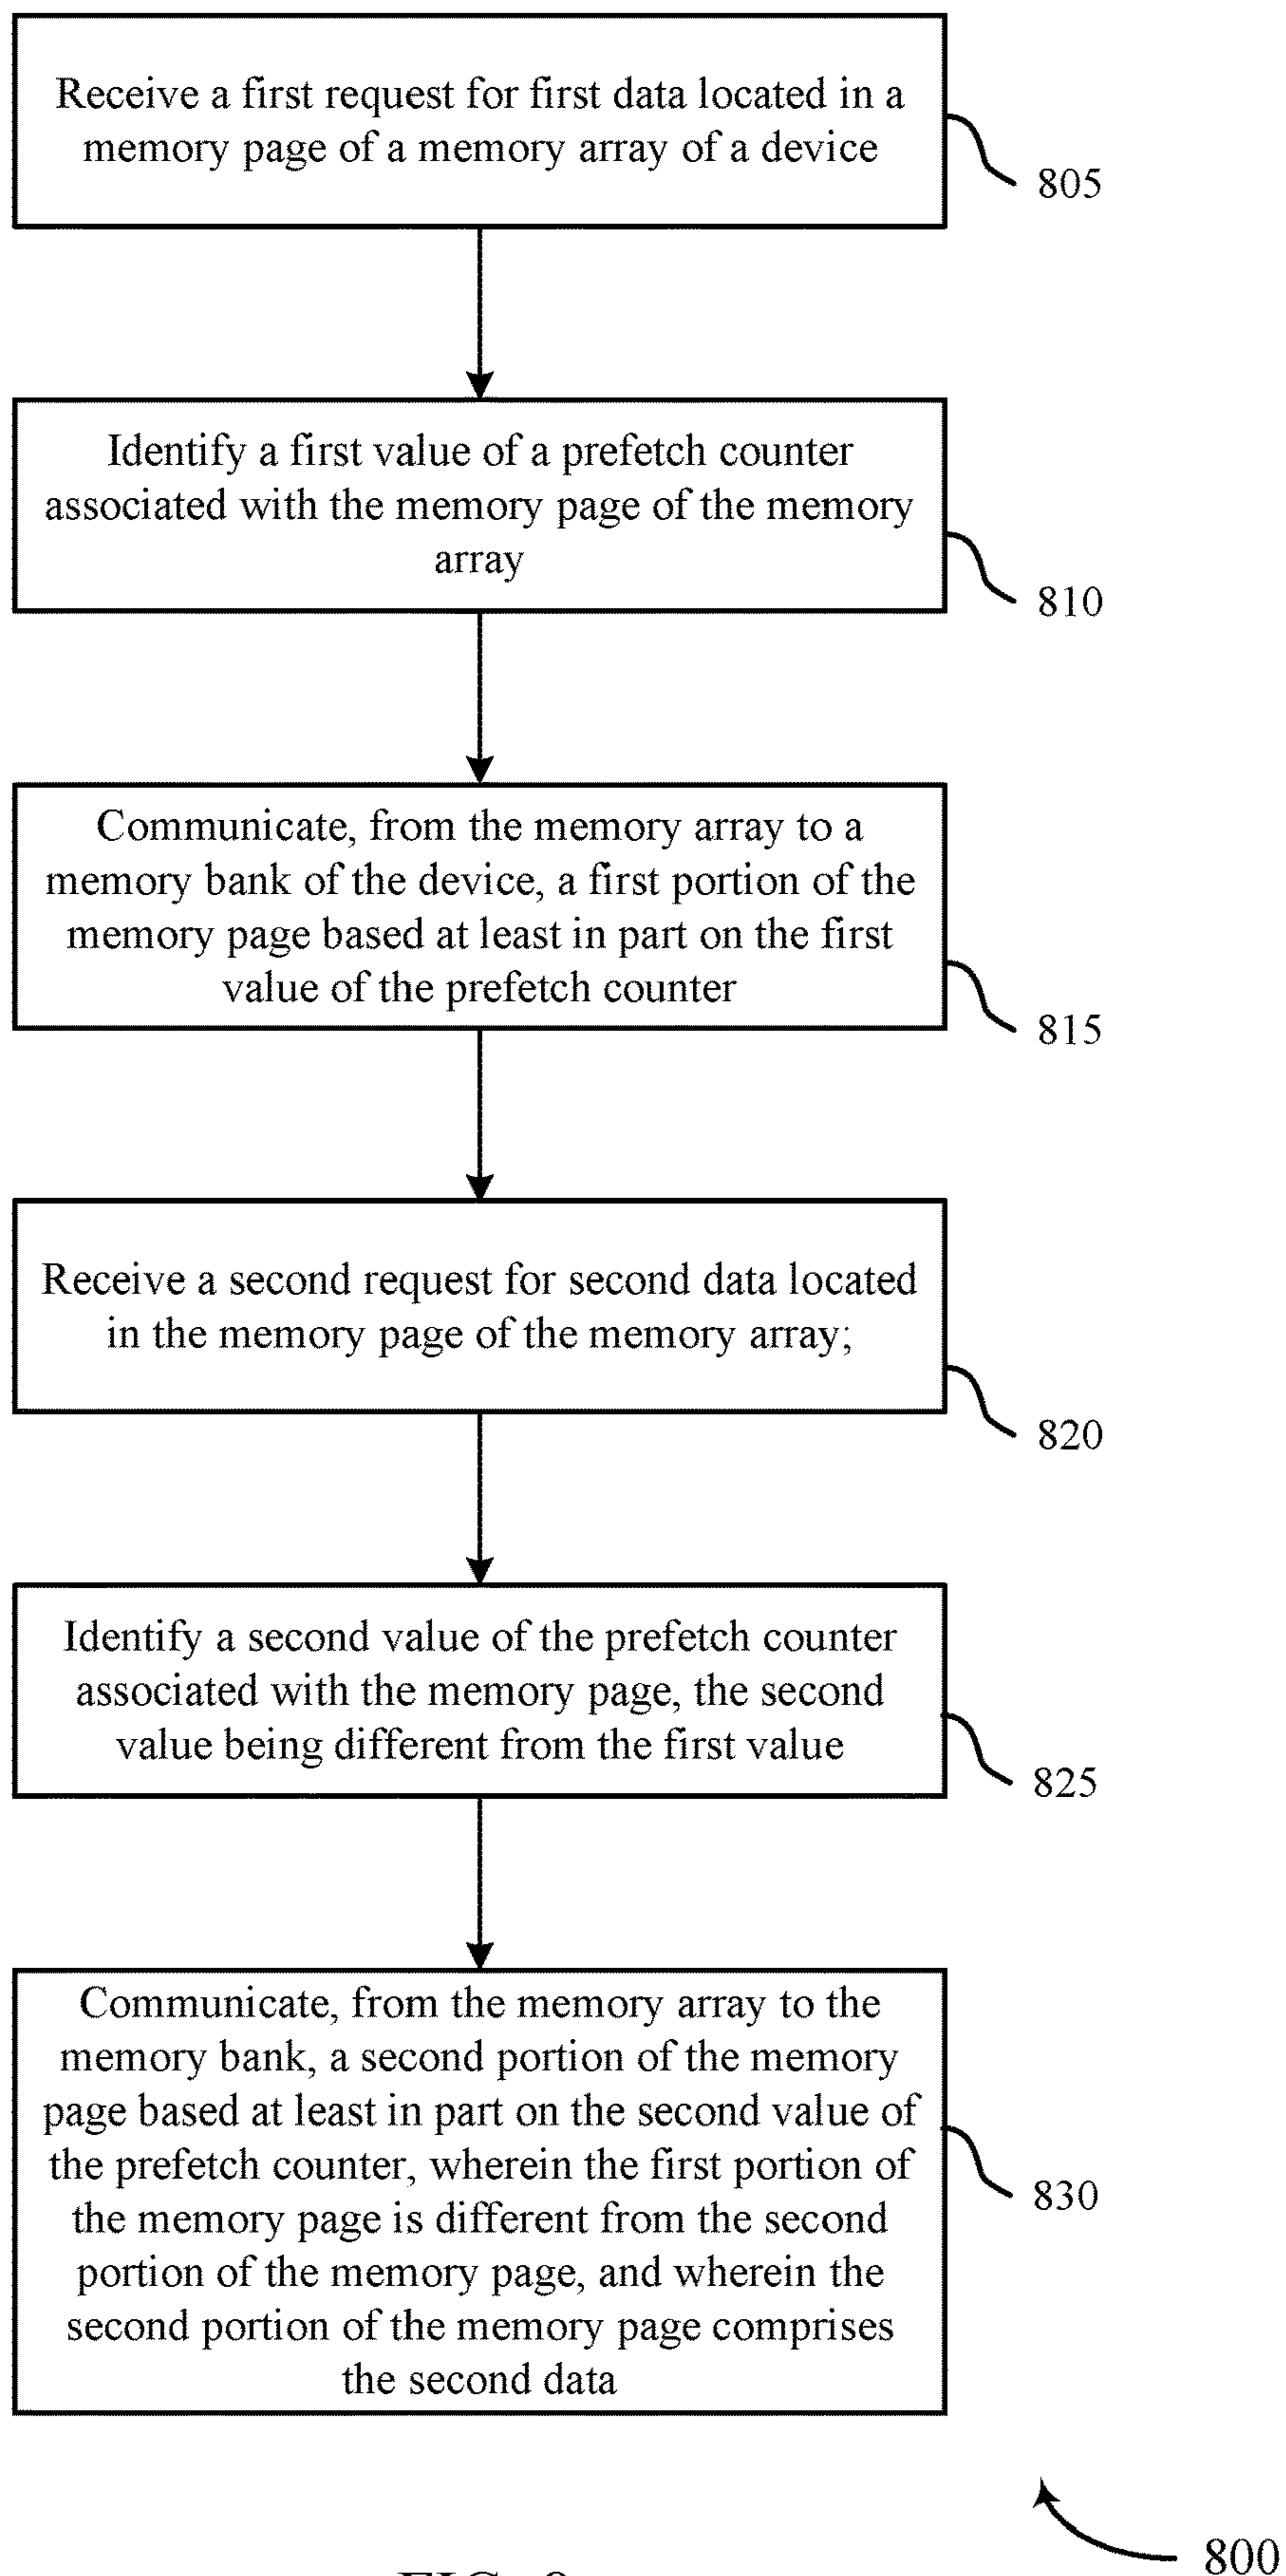 Receive a first request for first data located in a
memory page of a memory array of a device
805
Identify a first value of a prefetch counter
associated with the memory page of the memory
array
810
Communicate, from the memory array to a
memory bank of the device, a first portion of the
memory page based at least in part on the first
value of the prefetch counter
815
Receive a second request for second data located
in the memory page of the memory array;
820
Identify a second value of the prefetch counter
associated with the memory page, the second
value being different from the first value
825
Communicate, from the memory array to the
memory bank, a second portion of the memory
page based at least in part on the second value of
the prefetch counter, wherein the first portion of
the memory page is different from the second
portion of the memory page, and wherein the
second portion of the memory page comprises
the second data
830
800